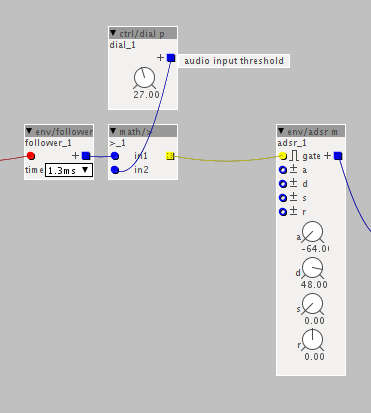 ctrl/dial p
dial_1
+
audio input threshold
27.00
env/follower
follower_1
+
time 1.3ms
math/>
>_1
in1
in2
env/adsr m
adsr_1
gate +
± a
± d
± s
± r
a
-64.0
d
48.00
s
0.00
r
0.00